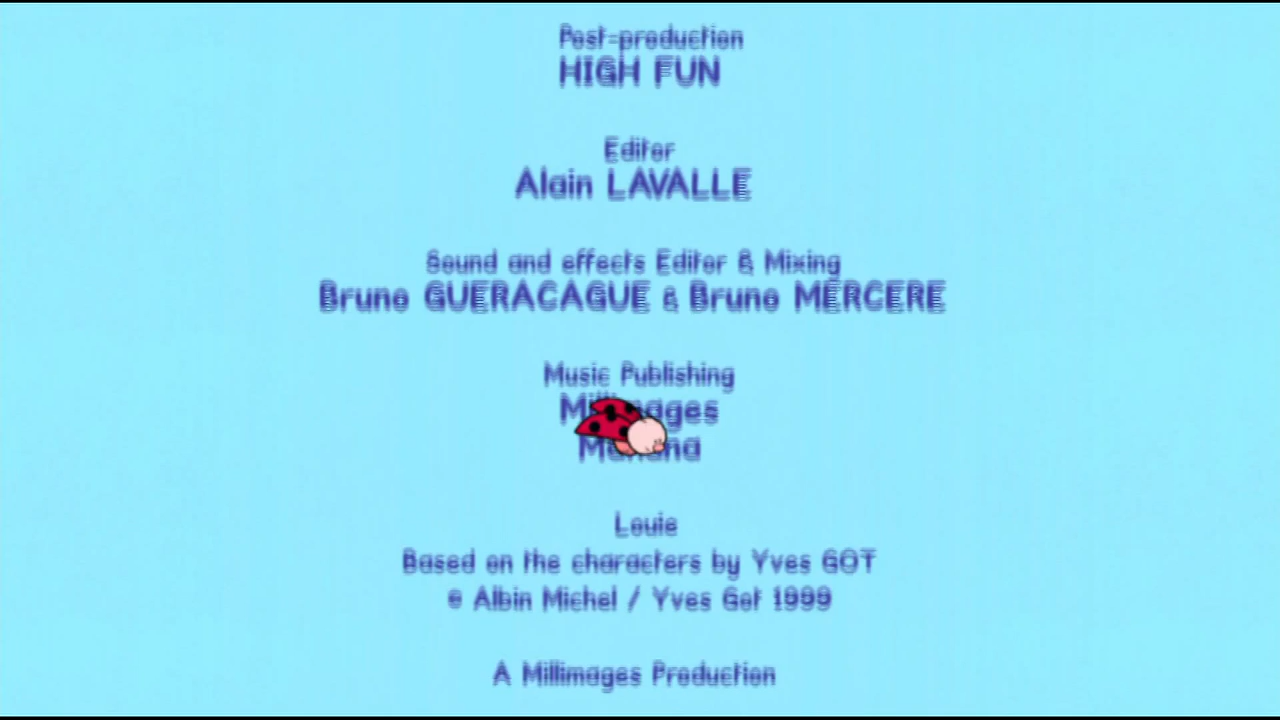 Post-production
HIGH FUN
Editor
Alain LAVALLE
Sound and effects Editor & Mixing
Bruno GUERACAGUE & Bruno MERCERE
Music Publishing
Millimages
Louie
Based on the characters by Yves GOT
© Albin Michel / Yves Got 1999
A Millimages Production